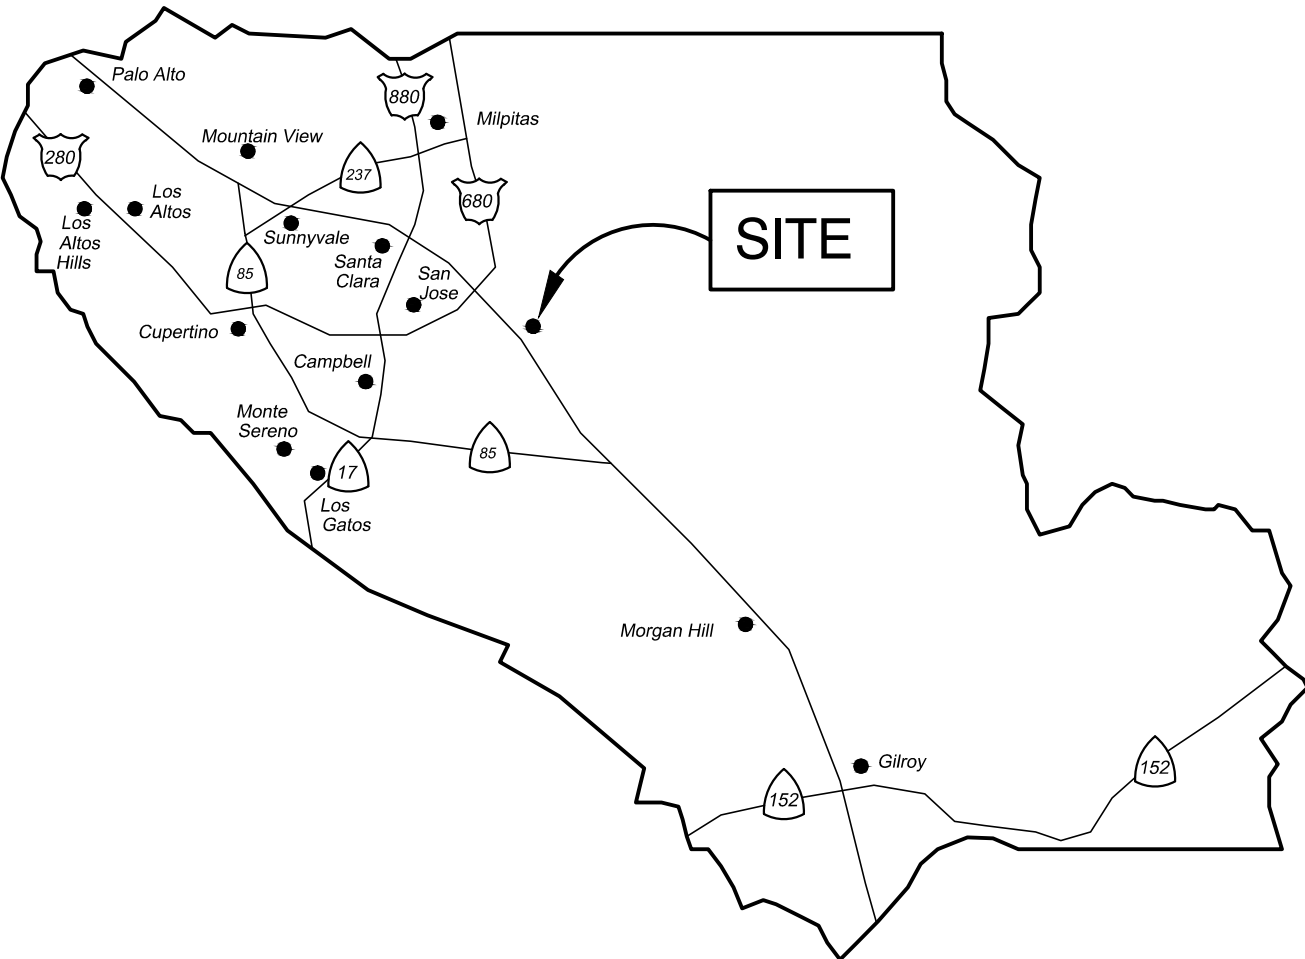 Palo Alto
880
Milpitas
Mountain View
280
237
Los
Altos
680
Los
Altos
Hills
Sunnyvale
SITE
Santa
Clara
San
Jose
85
Cupertino
Campbell
Monte
Sereno
85
17
Los
Gatos
Morgan Hill
Gilroy
152
152